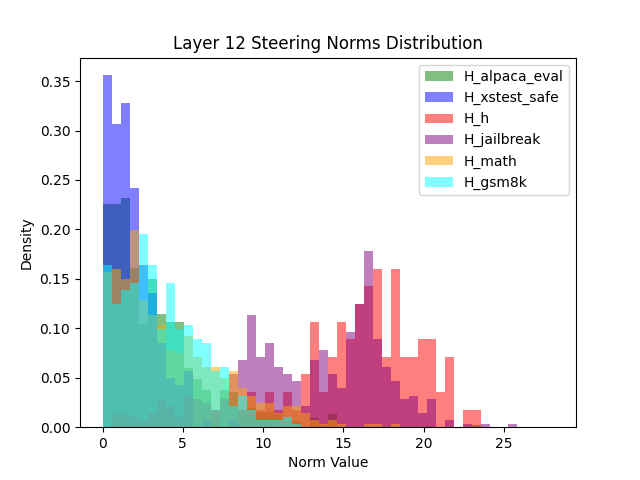 Layer 12 Steering Norms Distribution
H_alpaca_eval
H_xstest_safe
H_h
H_jailbreak
H_math
H_gsm8k
Density
0.35
0.30
0.25
0.20
0.15
0.10
0.05
0.00
0 5 10 15 20 25
Norm Value